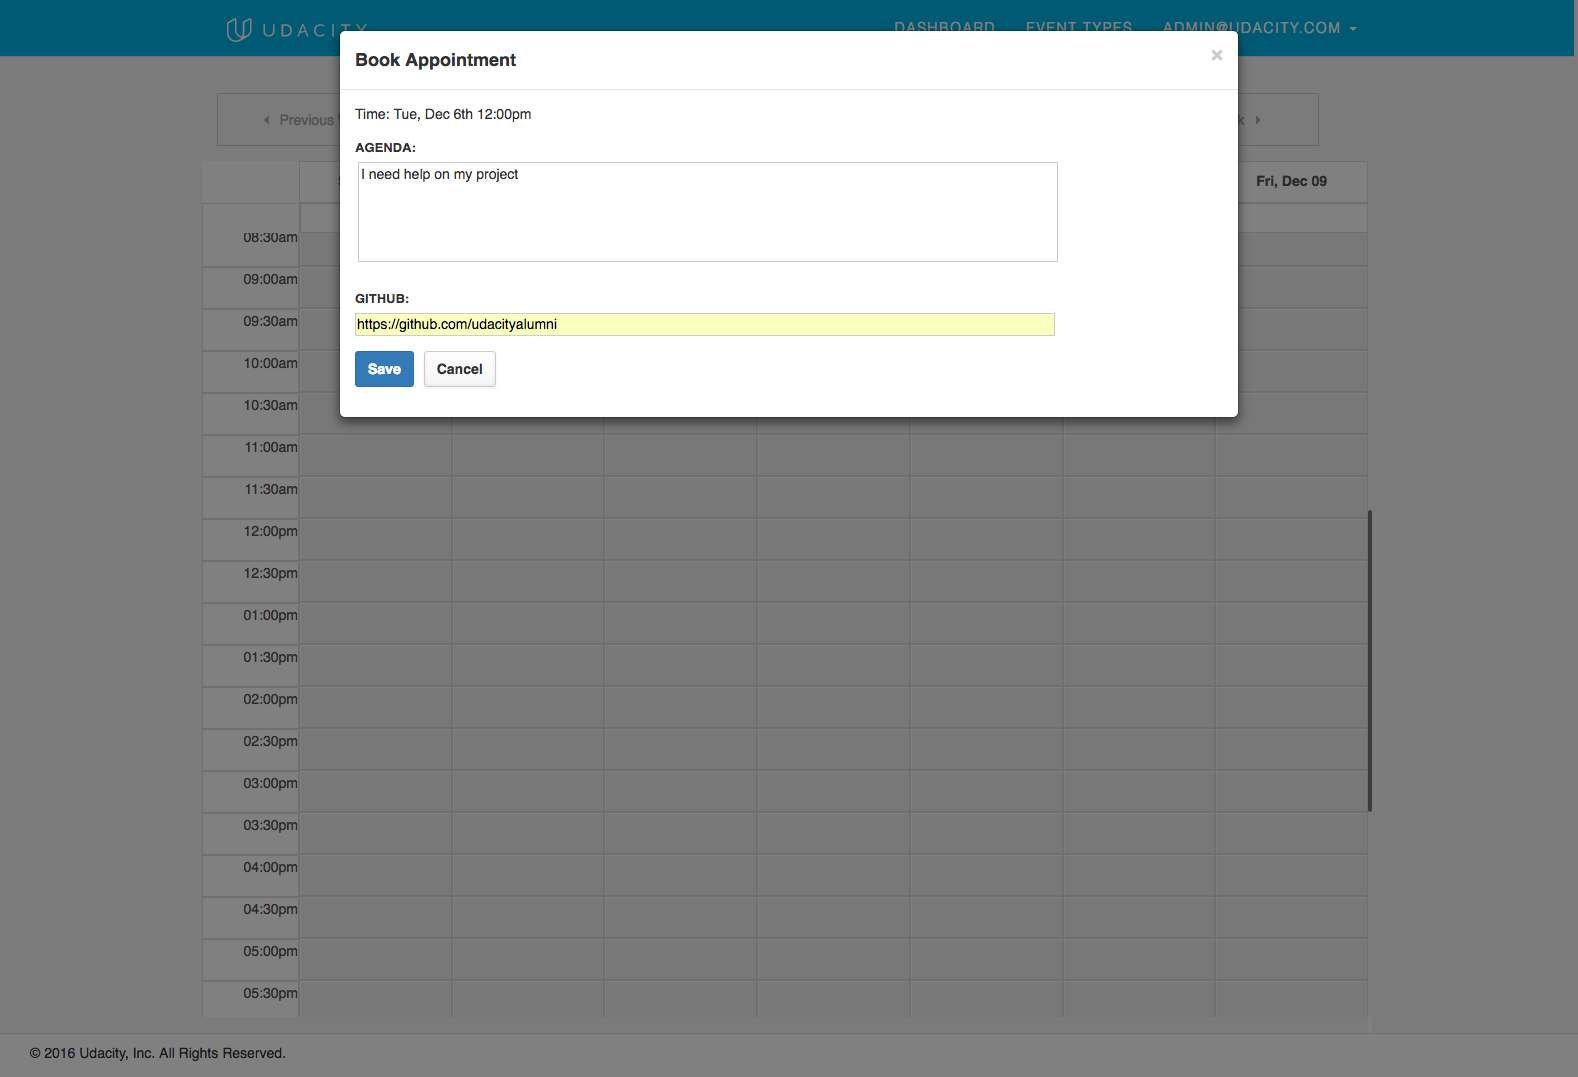 UDACITY
DASHBOARD
EVENT TYPES
ADMIN@UDACITY.COM
Book Appointment
×
Previous
k
Time: Tue, Dec 6th 12:00pm
AGENDA:
I need help on my project
Fri, Dec 09
GITHUB:
https://github.com/udacityalumni
Save
Cancel
08:30am
09:00am
09:30am
10:00am
10:30am
11:00am
11:30am
12:00pm
12:30pm
01:00pm
01:30pm
02:00pm
02:30pm
03:00pm
03:30pm
04:00pm
04:30pm
05:00pm
05:30pm
© 2016 Udacity, Inc. All Rights Reserved.